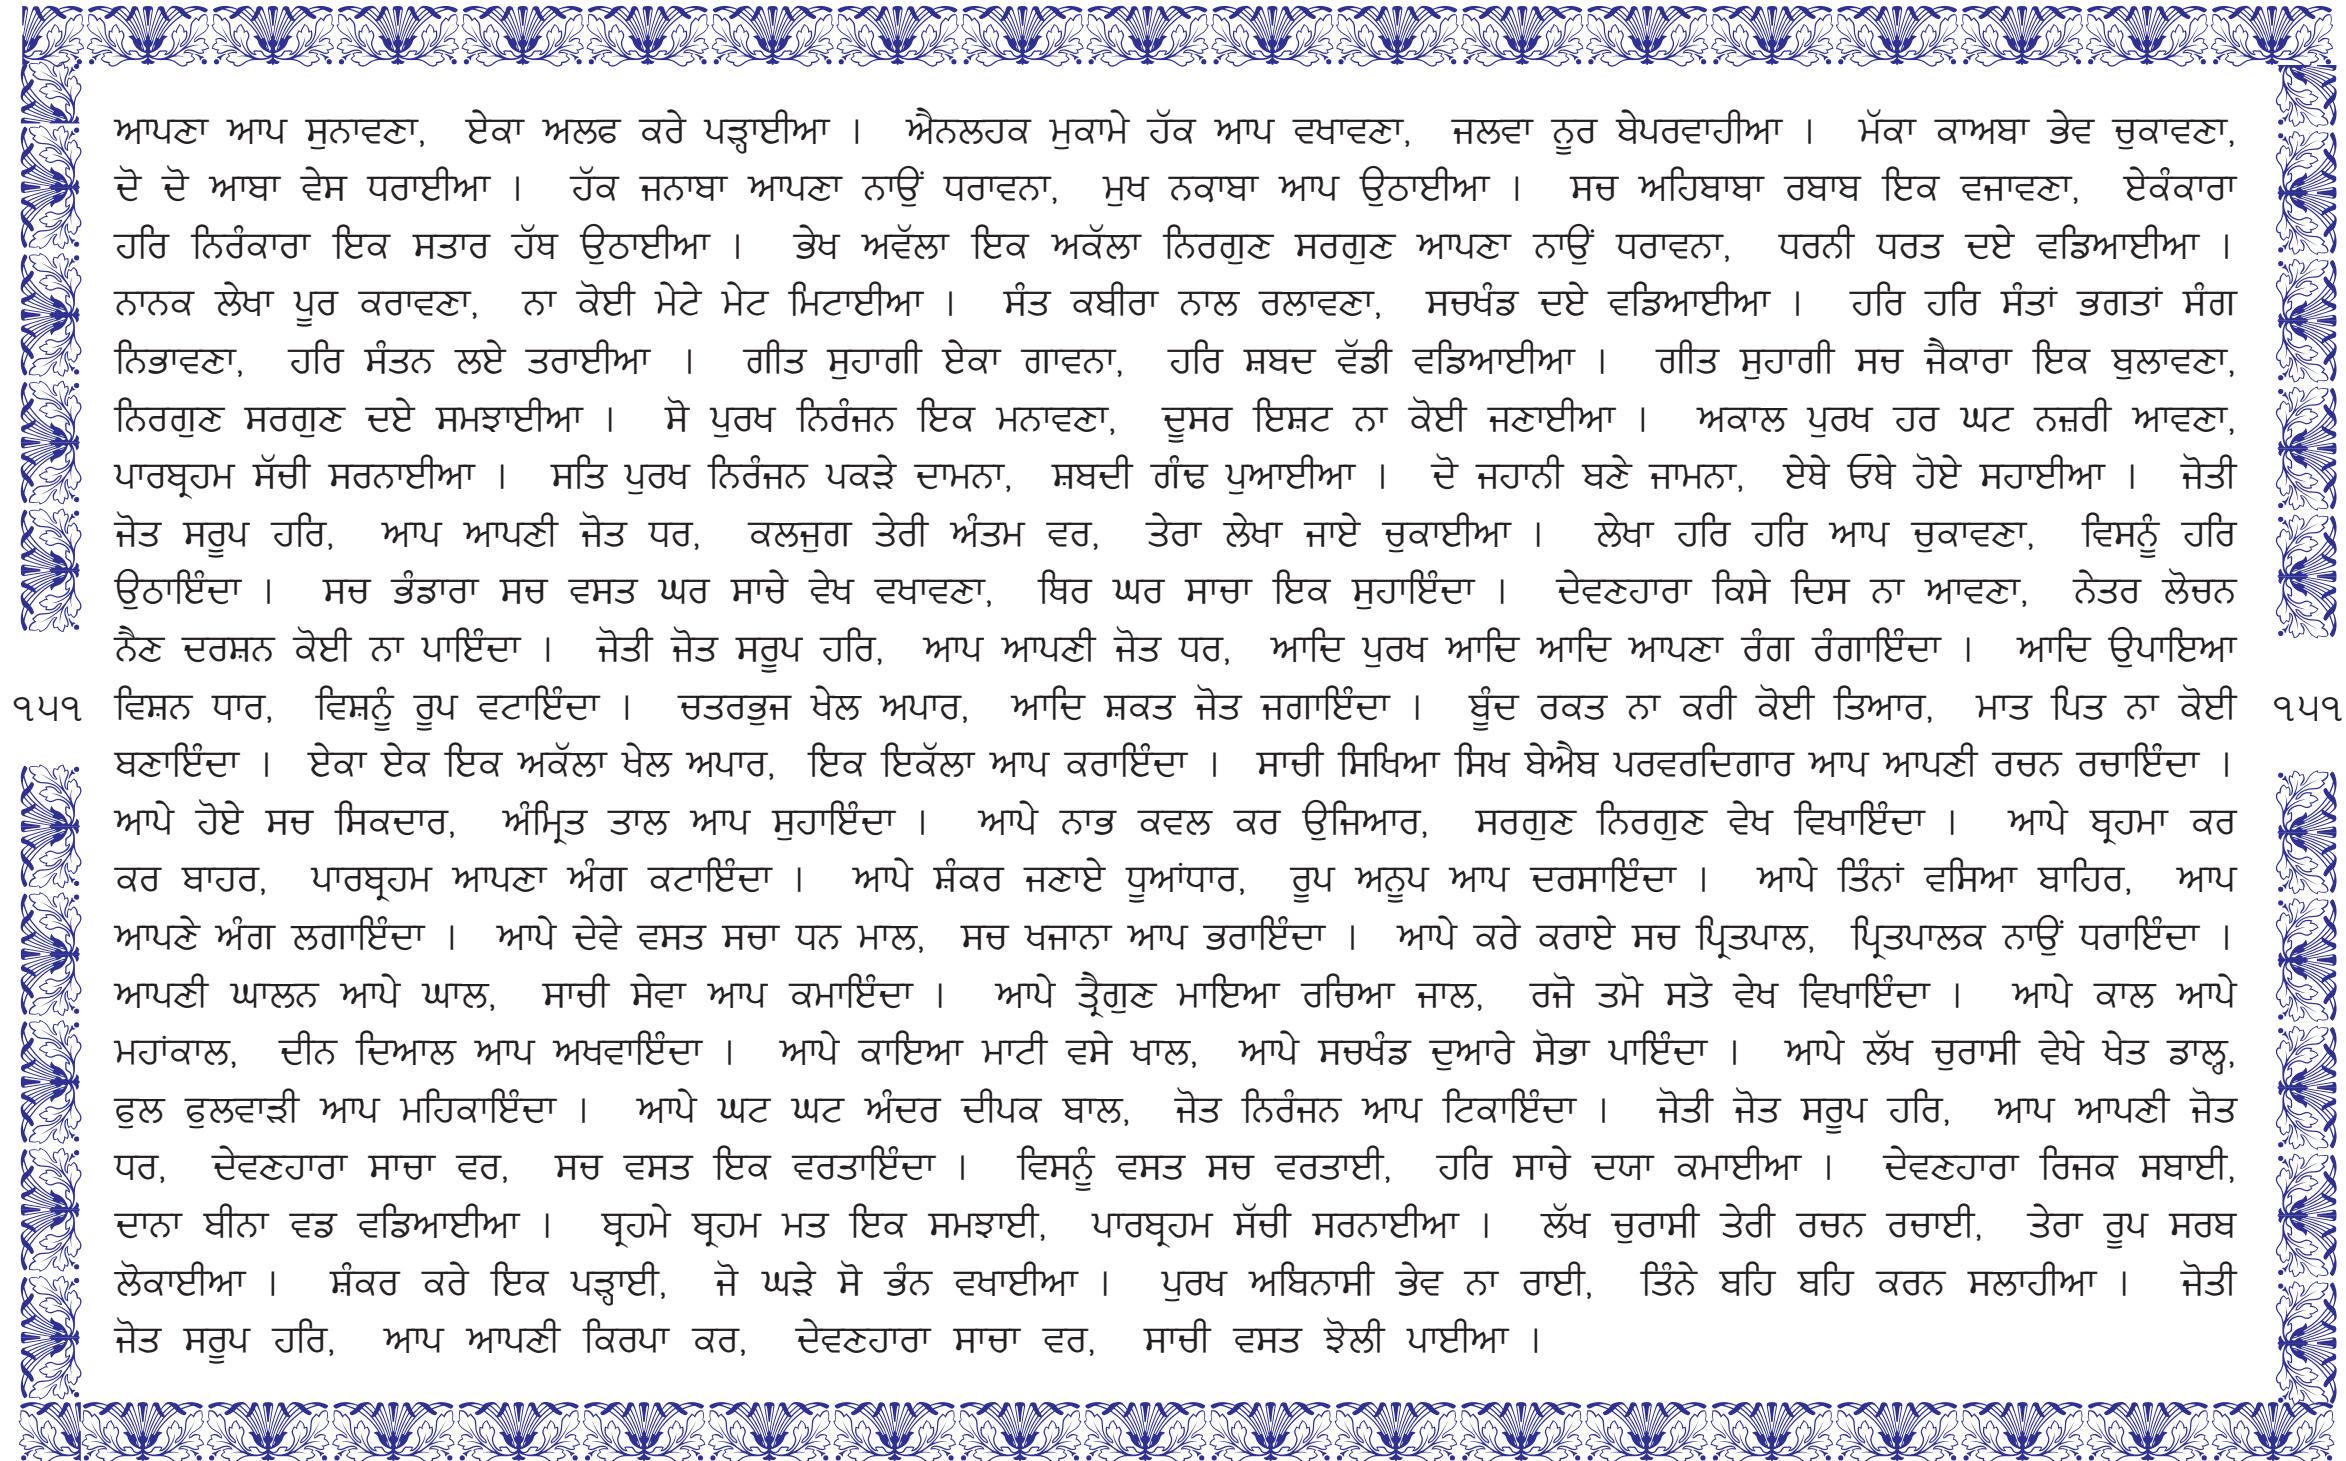 ਆਪਣਾ ਆਪ ਸੁਨਾਵਣਾ, ਏਕਾ ਅਲਫ ਕਰੇ ਪੜ੍ਹਾਈਆ । ਐਨਲਹਕ ਮੁਕਾਮੇ ਹੱਕ ਆਪ ਵਖਾਵਣਾ, ਜਲਵਾ ਨੂਰ ਬੇਪਰਵਾਹੀਆ । ਮੱਕਾ ਕਾਅਬਾ ਭੇਵ ਚੁਕਾਵਣਾ,
ਦੋ ਦੋ ਆਬਾ ਵੇਸ ਧਰਾਈਆ । ਹੱਕ ਜਨਾਬਾ ਆਪਣਾ ਨਾਉਂ ਧਰਾਵਨਾ, ਮੁਖ ਨਕਾਬਾ ਆਪ ਉਠਾਈਆ । ਸਚ ਅਹਿਬਾਬਾ ਰਬਾਬ ਇਕ ਵਜਾਵਣਾ, ਏਕੰਕਾਰਾ
ਹਰਿ ਨਿਰੰਕਾਰਾ ਇਕ ਸਤਾਰ ਹੱਥ ਉਠਾਈਆ । ਭੇਖ ਅਵੱਲਾ ਇਕ ਅਕੱਲਾ ਨਿਰਗੁਣ ਸਰਗੁਣ ਆਪਣਾ ਨਾਉਂ ਧਰਾਵਨਾ, ਧਰਨੀ ਧਰਤ ਦਏ ਵਡਿਆਈਆ ।
ਨਾਨਕ ਲੇਖਾ ਪੂਰ ਕਰਾਵਣਾ, ਨਾ ਕੋਈ ਮੇਟੇ ਮੇਟ ਮਿਟਾਈਆ । ਸੰਤ ਕਬੀਰਾ ਨਾਲ ਰਲਾਵਣਾ, ਸਚਖੰਡ ਦਏ ਵਡਿਆਈਆ । ਹਰਿ ਹਰਿ ਸੰਤਾਂ ਭਗਤਾਂ ਸੰਗ
ਨਿਭਾਵਣਾ, ਹਰਿ ਸੰਤਨ ਲਏ ਤਰਾਈਆ । ਗੀਤ ਸੁਹਾਗੀ ਏਕਾ ਗਾਵਨਾ, ਹਰਿ ਸ਼ਬਦ ਵੱਡੀ ਵਡਿਆਈਆ । ਗੀਤ ਸੁਹਾਗੀ ਸਚ ਜੈਕਾਰਾ ਇਕ ਬੁਲਾਵਣਾ,
ਨਿਰਗੁਣ ਸਰਗੁਣ ਦਏ ਸਮਝਾਈਆ । ਸੋ ਪੁਰਖ ਨਿਰੰਜਨ ਇਕ ਮਨਾਵਣਾ, ਦੂਸਰ ਇਸ਼ਟ ਨਾ ਕੋਈ ਜਣਾਈਆ । ਅਕਾਲ ਪੁਰਖ ਹਰ ਘਟ ਨਜ਼ਰੀ ਆਵਣਾ,
ਪਾਰਬ੍ਰਹਮ ਸੱਚੀ ਸਰਨਾਈਆ । ਸਤਿ ਪੁਰਖ ਨਿਰੰਜਨ ਪਕੜੇ ਦਾਮਨਾ, ਸ਼ਬਦੀ ਗੰਢ ਪੁਆਈਆ । ਦੋ ਜਹਾਨੀ ਬਣੇ ਜਾਮਨਾ, ਏਥੇ ਓਥੇ ਹੋਏ ਸਹਾਈਆ । ਜੋਤੀ
ਜੋਤ ਸਰੂਪ ਹਰਿ, ਆਪ ਆਪਣੀ ਜੋਤ ਧਰ, ਕਲਜੁਗ ਤੇਰੀ ਅੰਤਮ ਵਰ, ਤੇਰਾ ਲੇਖਾ ਜਾਏ ਚੁਕਾਈਆ । ਲੇਖਾ ਹਰਿ ਹਰਿ ਆਪ ਚੁਕਾਵਣਾ, ਵਿਸਨੂੰ ਹਰਿ
ਉਠਾਇੰਦਾ । ਸਚ ਭੰਡਾਰਾ ਸਚ ਵਸਤ ਘਰ ਸਾਚੇ ਵੇਖ ਵਖਾਵਣਾ, ਥਿਰ ਘਰ ਸਾਚਾ ਇਕ ਸੁਹਾਇੰਦਾ । ਦੇਵਣਹਾਰਾ ਕਿਸੇ ਦਿਸ ਨਾ ਆਵਣਾ, ਨੇਤਰ ਲੋਚਨ
ਨੈਣ ਦਰਸ਼ਨ ਕੋਈ ਨਾ ਪਾਇੰਦਾ । ਜੋਤੀ ਜੋਤ ਸਰੂਪ ਹਰਿ, ਆਪ ਆਪਣੀ ਜੋਤ ਧਰ, ਆਦਿ ਪੁਰਖ ਆਦਿ ਆਦਿ ਆਪਣਾ ਰੰਗ ਰੰਗਾਇੰਦਾ । ਆਦਿ ਉਪਾਇਆ
੧੫੧ ਵਿਸ਼ਨ ਧਾਰ, ਵਿਸ਼ਨੂੰ ਰੂਪ ਵਟਾਇੰਦਾ । ਚਤਰਭੁਜ ਖੇਲ ਅਪਾਰ, ਆਦਿ ਸ਼ਕਤ ਜੋਤ ਜਗਾਇੰਦਾ । ਬੂੰਦ ਰਕਤ ਨਾ ਕਰੀ ਕੋਈ ਤਿਆਰ, ਮਾਤ ਪਿਤ ਨਾ ਕੋਈ ੧੫੧
ਬਣਾਇੰਦਾ । ਏਕਾ ਏਕ ਇਕ ਅਕੱਲਾ ਖੇਲ ਅਪਾਰ, ਇਕ ਇਕੱਲਾ ਆਪ ਕਰਾਇੰਦਾ । ਸਾਚੀ ਸਿਖਿਆ ਸਿਖ ਬੇਐਬ ਪਰਵਰਦਿਗਾਰ ਆਪ ਆਪਣੀ ਰਚਨ ਰਚਾਇੰਦਾ ।
ਆਪੇ ਹੋਏ ਸਚ ਸਿਕਦਾਰ, ਅੰਮ੍ਰਿਤ ਤਾਲ ਆਪ ਸੁਹਾਇੰਦਾ । ਆਪੇ ਨਾਭ ਕਵਲ ਕਰ ਉਜਿਆਰ, ਸਰਗੁਣ ਨਿਰਗੁਣ ਵੇਖ ਵਿਖਾਇੰਦਾ । ਆਪੇ ਬ੍ਰਹਮਾ ਕਰ
ਕਰ ਬਾਹਰ, ਪਾਰਬ੍ਰਹਮ ਆਪਣਾ ਅੰਗ ਕਟਾਇੰਦਾ । ਆਪੇ ਸ਼ੰਕਰ ਜਣਾਏ ਧੂਆਂਧਾਰ, ਰੂਪ ਅਨੂਪ ਆਪ ਦਰਸਾਇੰਦਾ । ਆਪੇ ਤਿੰਨਾਂ ਵਸਿਆ ਬਾਹਿਰ, ਆਪ
ਆਪਣੇ ਅੰਗ ਲਗਾਇੰਦਾ । ਆਪੇ ਦੇਵੇ ਵਸਤ ਸਚਾ ਧਨ ਮਾਲ, ਸਚ ਖਜਾਨਾ ਆਪ ਭਰਾਇੰਦਾ । ਆਪੇ ਕਰੇ ਕਰਾਏ ਸਚ ਪ੍ਰਿਤਪਾਲ, ਪ੍ਰਿਤਪਾਲਕ ਨਾਉਂ ਧਰਾਇੰਦਾ ।
ਆਪਣੀ ਘਾਲਨ ਆਪੇ ਘਾਲ, ਸਾਚੀ ਸੇਵਾ ਆਪ ਕਮਾਇੰਦਾ । ਆਪੇ ਤ੍ਰੈਗੁਣ ਮਾਇਆ ਰਚਿਆ ਜਾਲ, ਰਜੋ ਤਮੋ ਸਤੋ ਵੇਖ ਵਿਖਾਇੰਦਾ । ਆਪੇ ਕਾਲ ਆਪੇ
ਮਹਾਂਕਾਲ, ਦੀਨ ਦਿਆਲ ਆਪ ਅਖਵਾਇੰਦਾ । ਆਪੇ ਕਾਇਆ ਮਾਟੀ ਵਸੇ ਖਾਲ, ਆਪੇ ਸਚਖੰਡ ਦੁਆਰੇ ਸੋਭਾ ਪਾਇੰਦਾ । ਆਪੇ ਲੱਖ ਚੁਰਾਸੀ ਵੇਖੇ ਖੇਤ ਡਾਲ੍ਹ,
ਫੁਲ ਫੁਲਵਾੜੀ ਆਪ ਮਹਿਕਾਇੰਦਾ । ਆਪੇ ਘਟ ਘਟ ਅੰਦਰ ਦੀਪਕ ਬਾਲ, ਜੋਤ ਨਿਰੰਜਨ ਆਪ ਟਿਕਾਇੰਦਾ । ਜੋਤੀ ਜੋਤ ਸਰੂਪ ਹਰਿ, ਆਪ ਆਪਣੀ ਜੋਤ
ਧਰ, ਦੇਵਣਹਾਰਾ ਸਾਚਾ ਵਰ, ਸਚ ਵਸਤ ਇਕ ਵਰਤਾਇੰਦਾ । ਵਿਸਨੂੰ ਵਸਤ ਸਚ ਵਰਤਾਈ, ਹਰਿ ਸਾਚੇ ਦਯਾ ਕਮਾਈਆ । ਦੇਵਣਹਾਰਾ ਰਿਜਕ ਸਬਾਈ,
ਦਾਨਾ ਬੀਨਾ ਵਡ ਵਡਿਆਈਆ । ਬ੍ਰਹਮੇ ਬ੍ਰਹਮ ਮਤ ਇਕ ਸਮਝਾਈ, ਪਾਰਬ੍ਰਹਮ ਸੱਚੀ ਸਰਨਾਈਆ । ਲੱਖ ਚੁਰਾਸੀ ਤੇਰੀ ਰਚਨ ਰਚਾਈ, ਤੇਰਾ ਰੂਪ ਸਰਬ
ਲੋਕਾਈਆ । ਸ਼ੰਕਰ ਕਰੇ ਇਕ ਪੜ੍ਹਾਈ, ਜੋ ਘੜੇ ਸੋ ਭੰਨ ਵਖਾਈਆ । ਪੁਰਖ ਅਬਿਨਾਸੀ ਭੇਵ ਨਾ ਰਾਈ, ਤਿੰਨੇ ਬਹਿ ਬਹਿ ਕਰਨ ਸਲਾਹੀਆ । ਜੋਤੀ
ਜੋਤ ਸਰੂਪ ਹਰਿ, ਆਪ ਆਪਣੀ ਕਿਰਪਾ ਕਰ, ਦੇਵਣਹਾਰਾ ਸਾਚਾ ਵਰ, ਸਾਚੀ ਵਸਤ ਝੋਲੀ ਪਾਈਆ ।